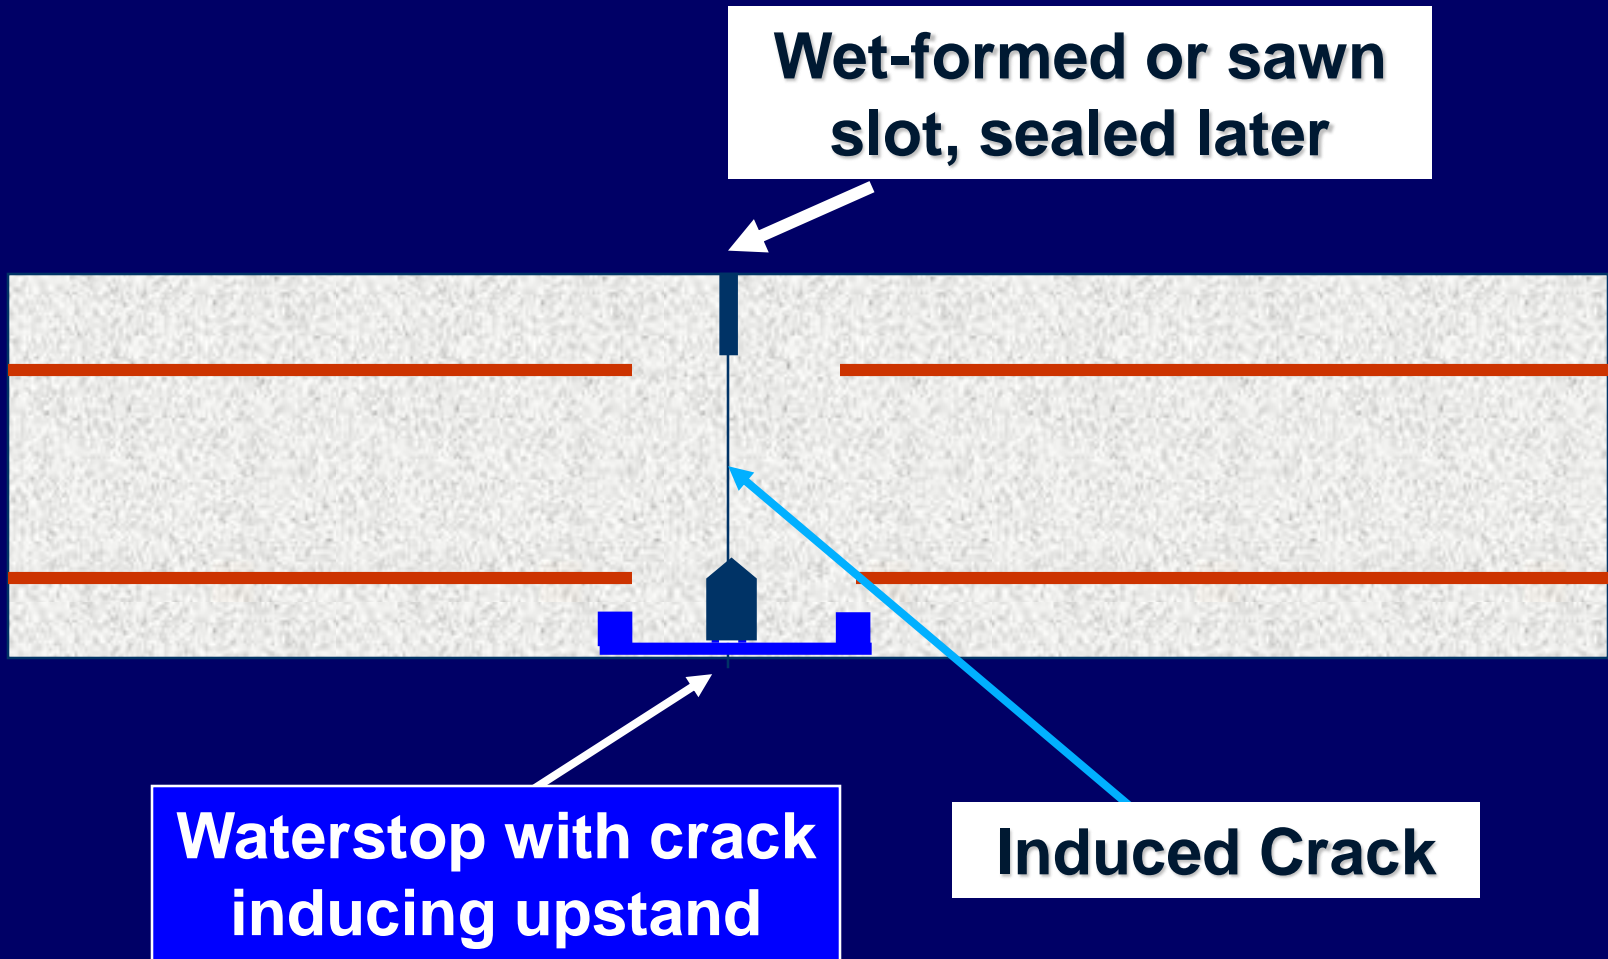 Wet-formed or sawn
slot, sealed later
Waterstop with crack
inducing upstand
Induced Crack